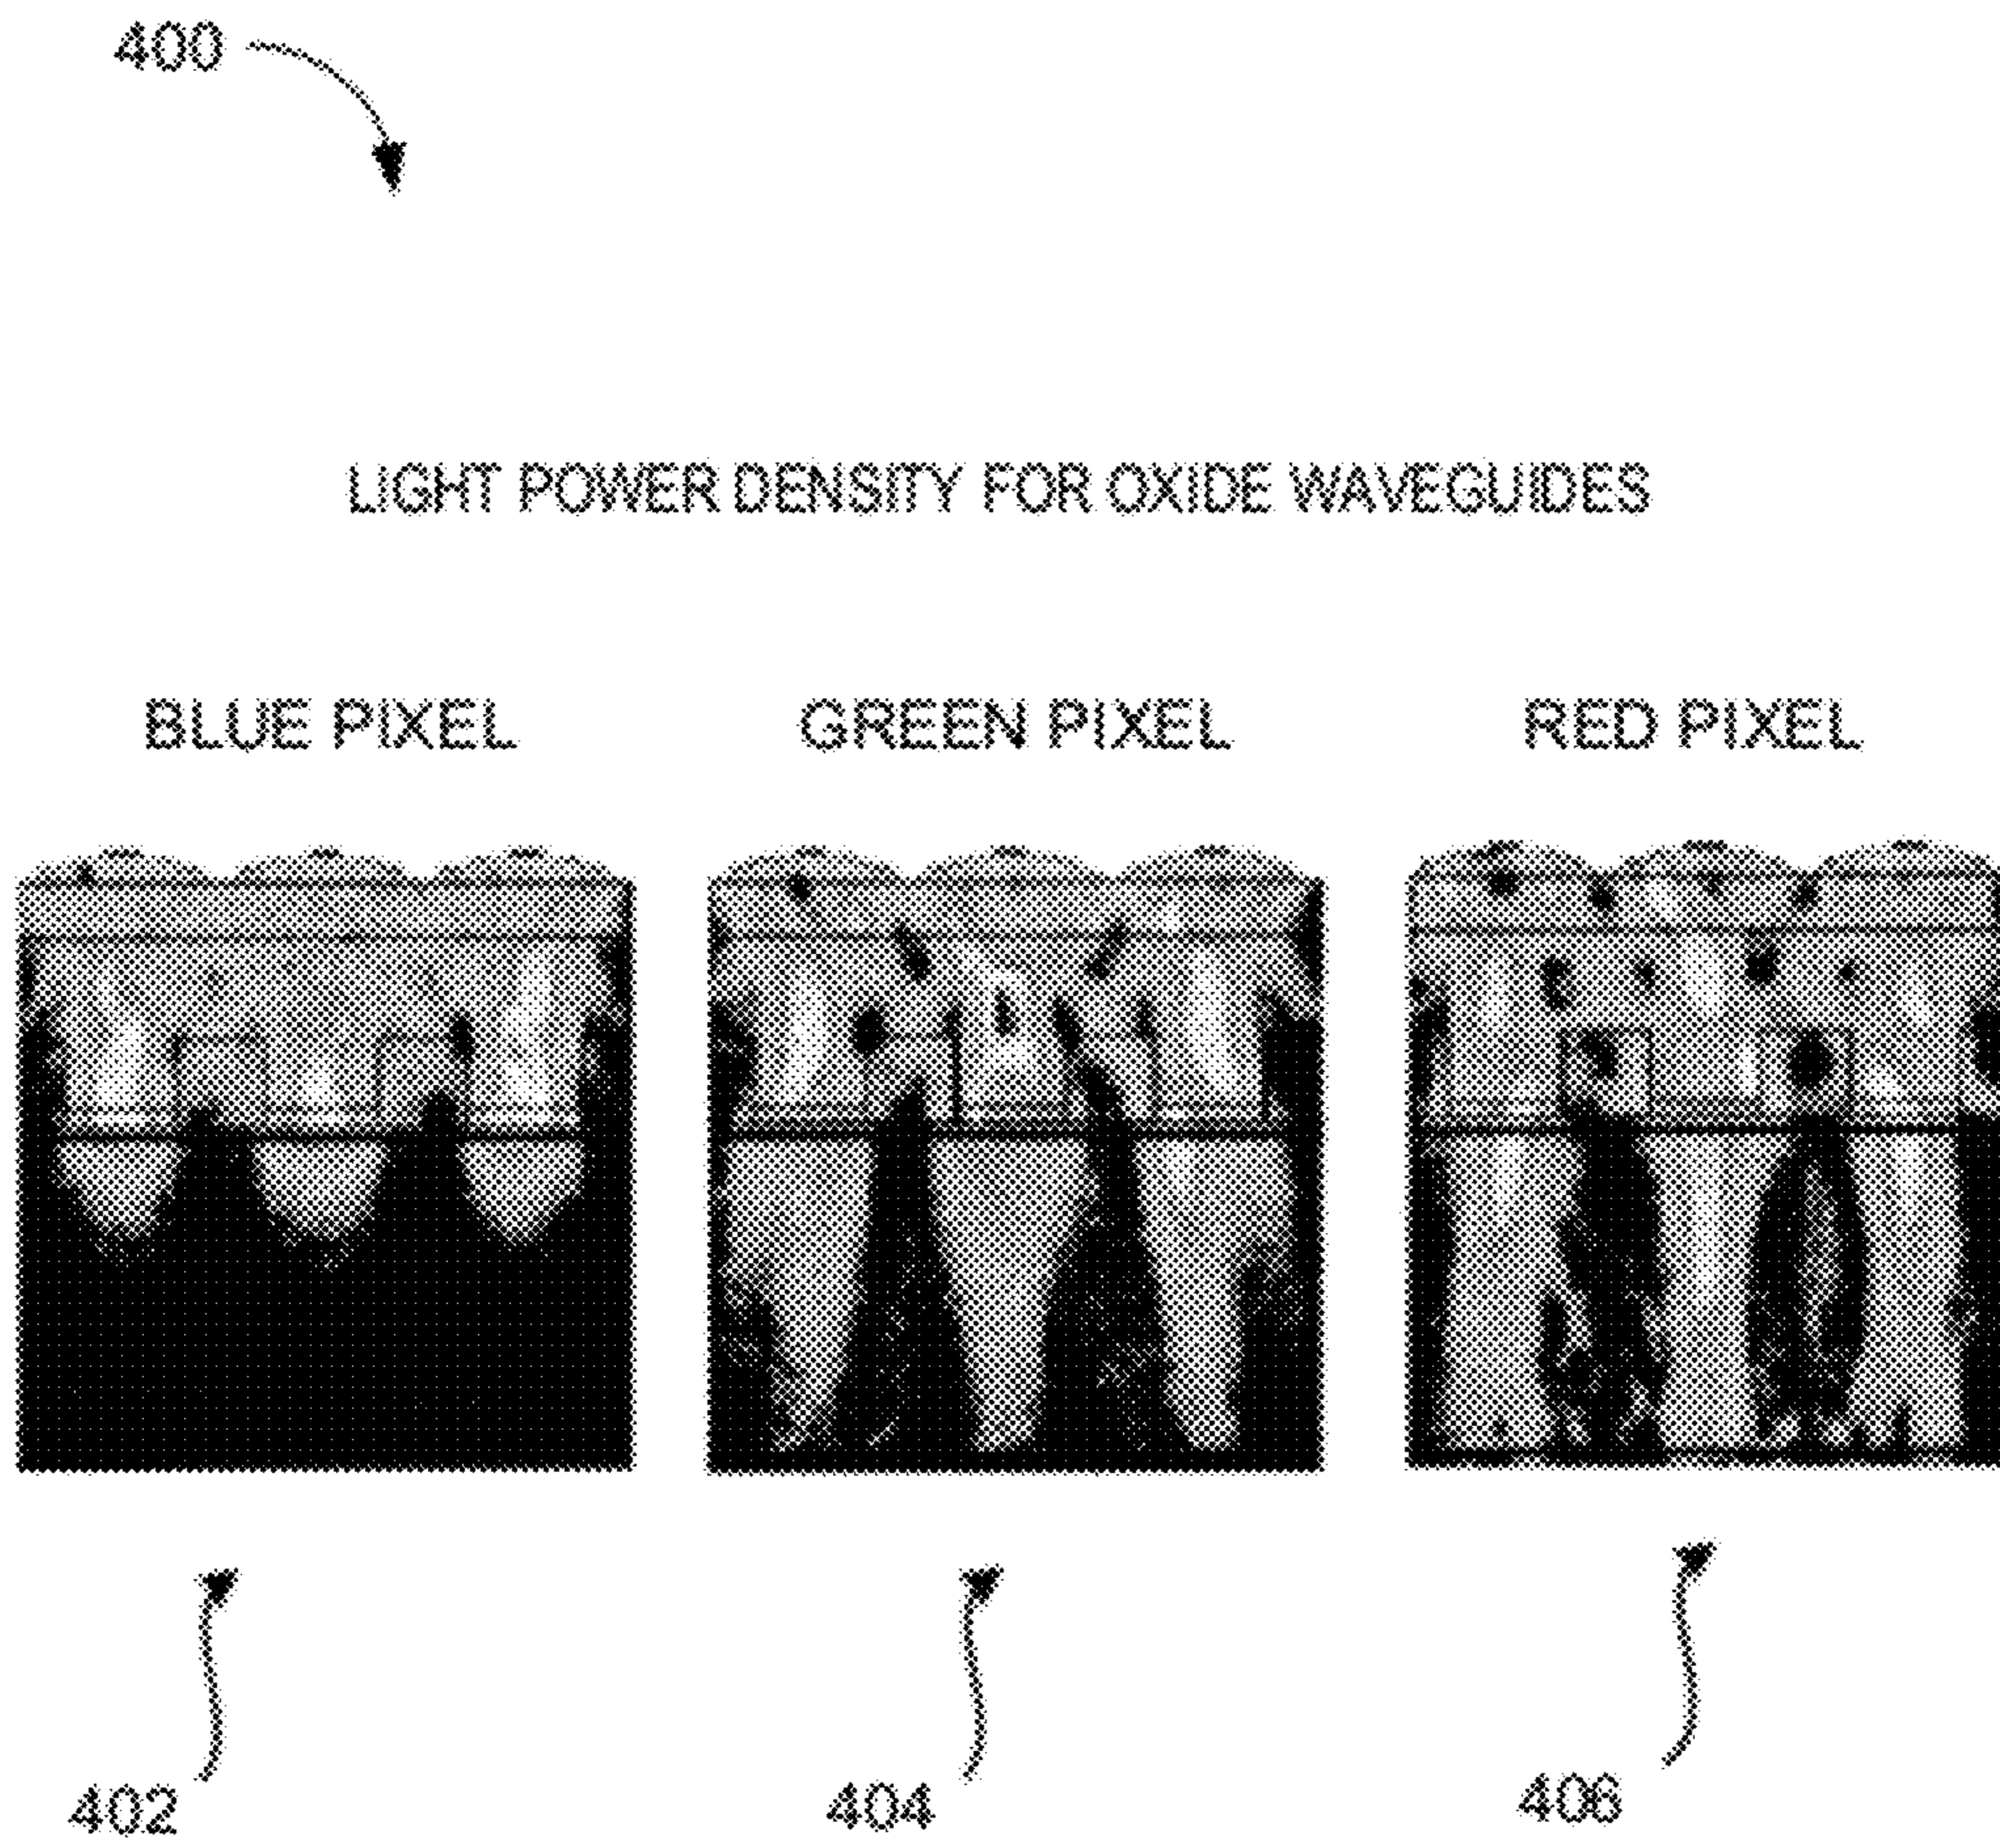 400
LIGHT POWER DENSITY FOR OXIDE WAVEGUIDES
BLUE PIXEL
GREEN PIXEL
RED PIXEL
402
404
406